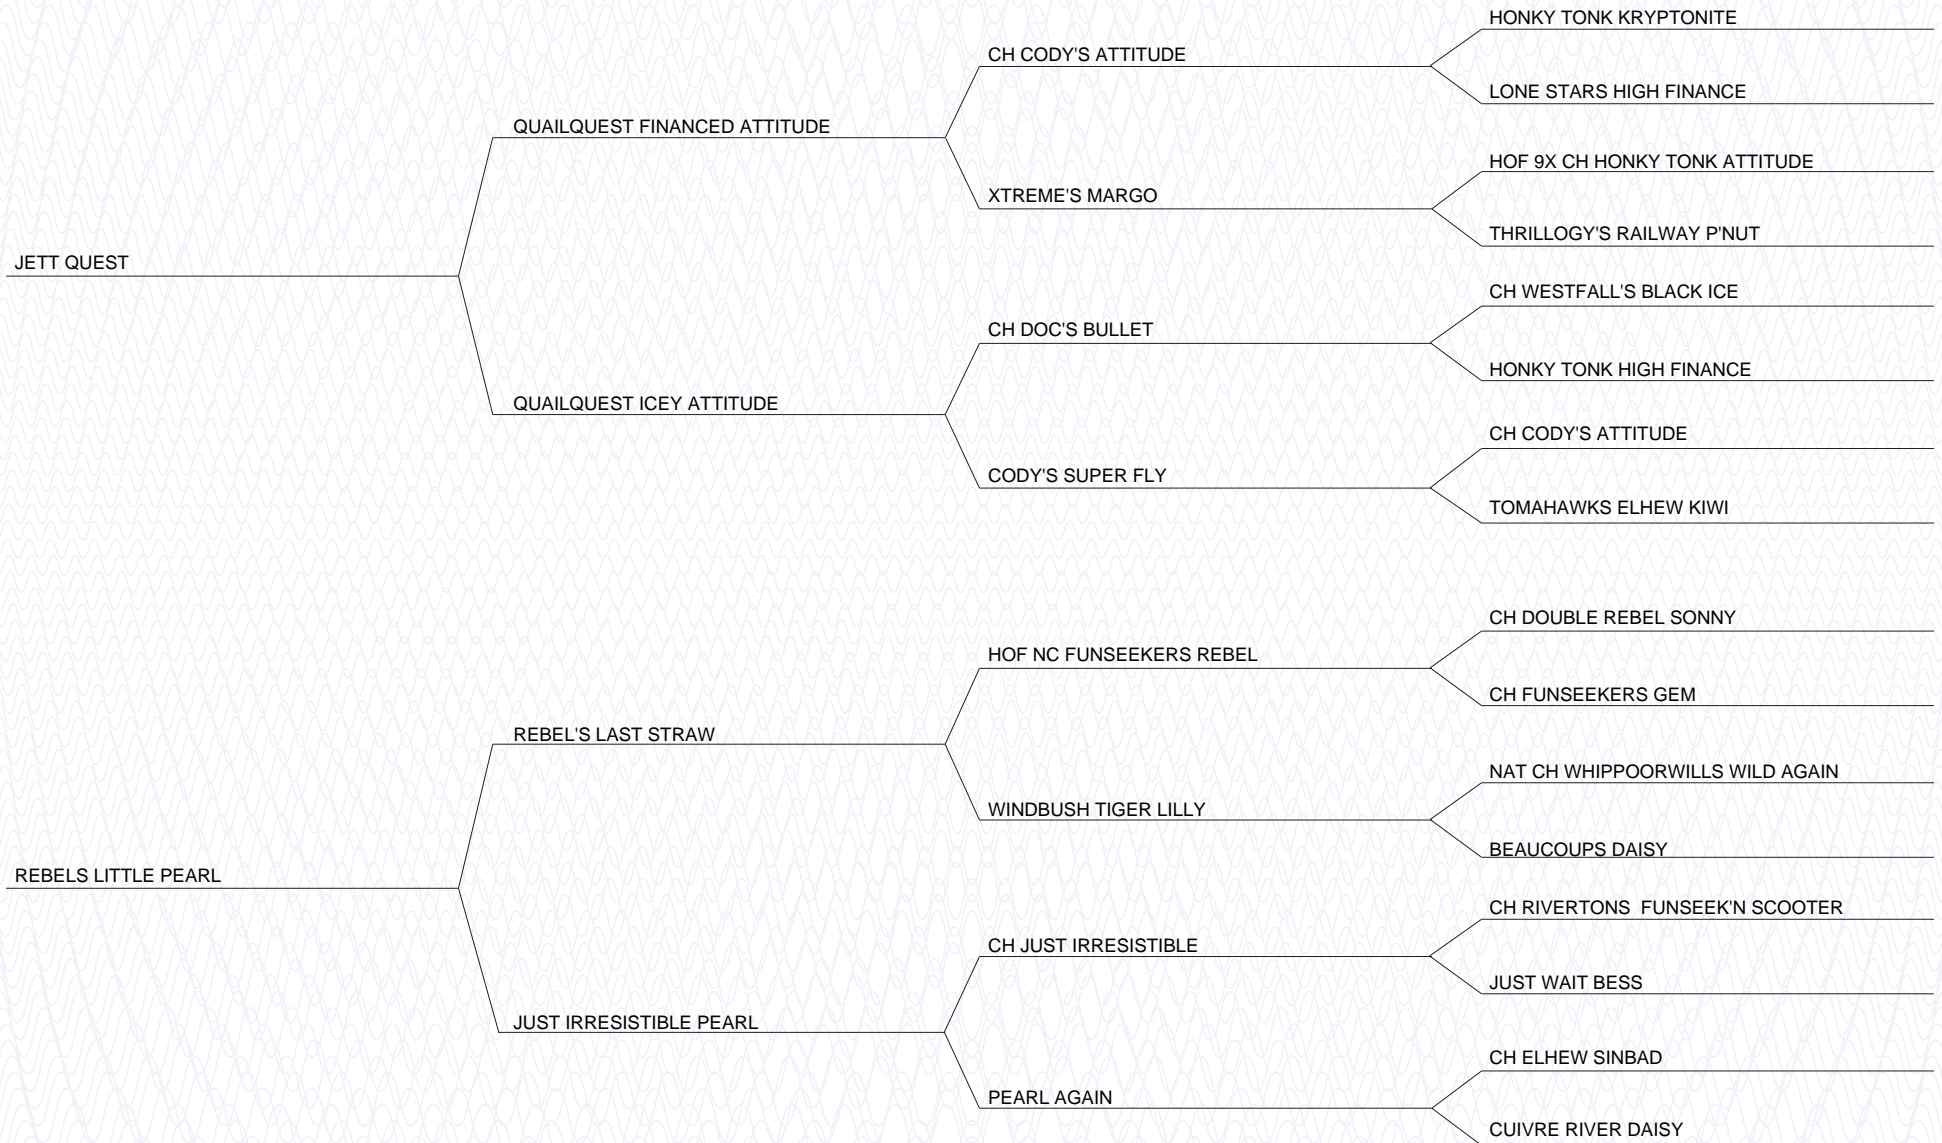 HONKY TONK KRYPTONITE
CH CODY'S ATTITUDE
LONE STARS HIGH FINANCE
QUAILQUEST FINANCED ATTITUDE
HOF 9X CH HONKY TONK ATTITUDE
XTREME'S MARGO
THRILLOGY'S RAILWAY P'NUT
JETT QUEST
CH WESTFALL'S BLACK ICE
CH DOC'S BULLET
HONKY TONK HIGH FINANCE
QUAILQUEST ICEY ATTITUDE
CH CODY'S ATTITUDE
CODY'S SUPER FLY
TOMAHAWKS ELHEW KIWI
CH DOUBLE REBEL SONNY
HOF NC FUNSEEKERS REBEL
CH FUNSEEKERS GEM
REBEL'S LAST STRAW
NAT CH WHIPPOORWILLS WILD AGAIN
WINDBUSH TIGER LILLY
BEAUCOUPS DAISY
REBELS LITTLE PEARL
CH RIVERTONS  FUNSEEK'N SCOOTER
CH JUST IRRESISTIBLE
JUST WAIT BESS
JUST IRRESISTIBLE PEARL
CH ELHEW SINBAD
PEARL AGAIN
CUIVRE RIVER DAISY